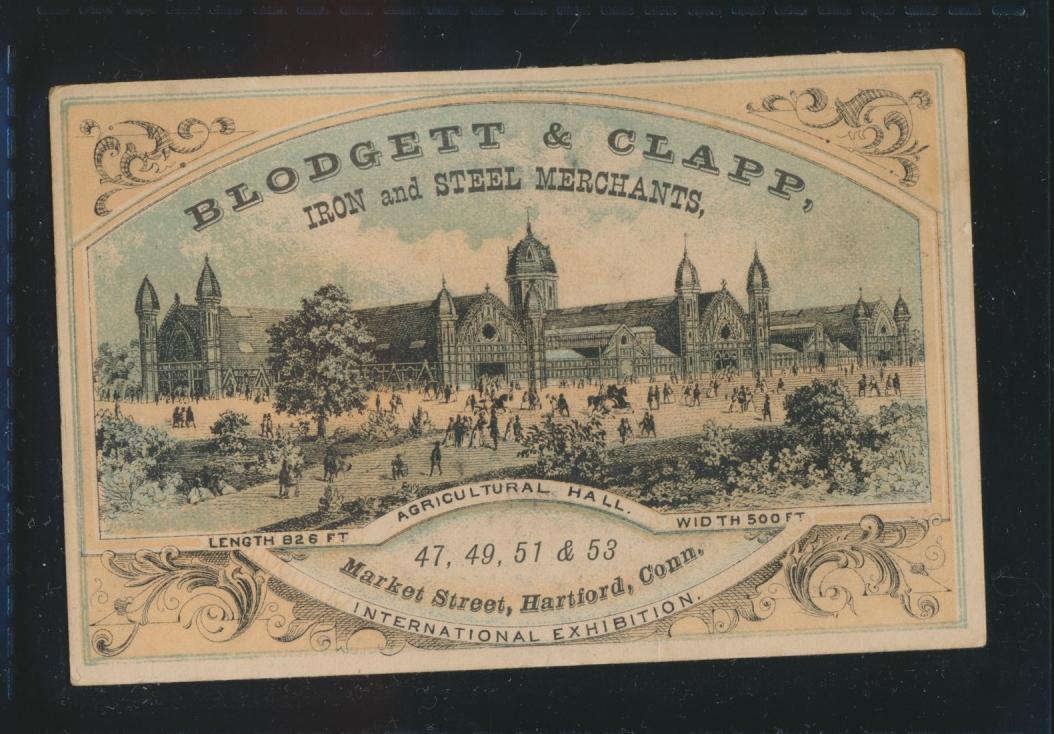 BLODGETT & CLAPP,
IRON and STEEL MERCHANTS,
AGRICULTURAL HALL.
LENGTH 826 FT
WIDTH 500 FT
47, 49, 51 & 53
Market Street, Hartford, Conn.
INTERNATIONAL EXHIBITION.